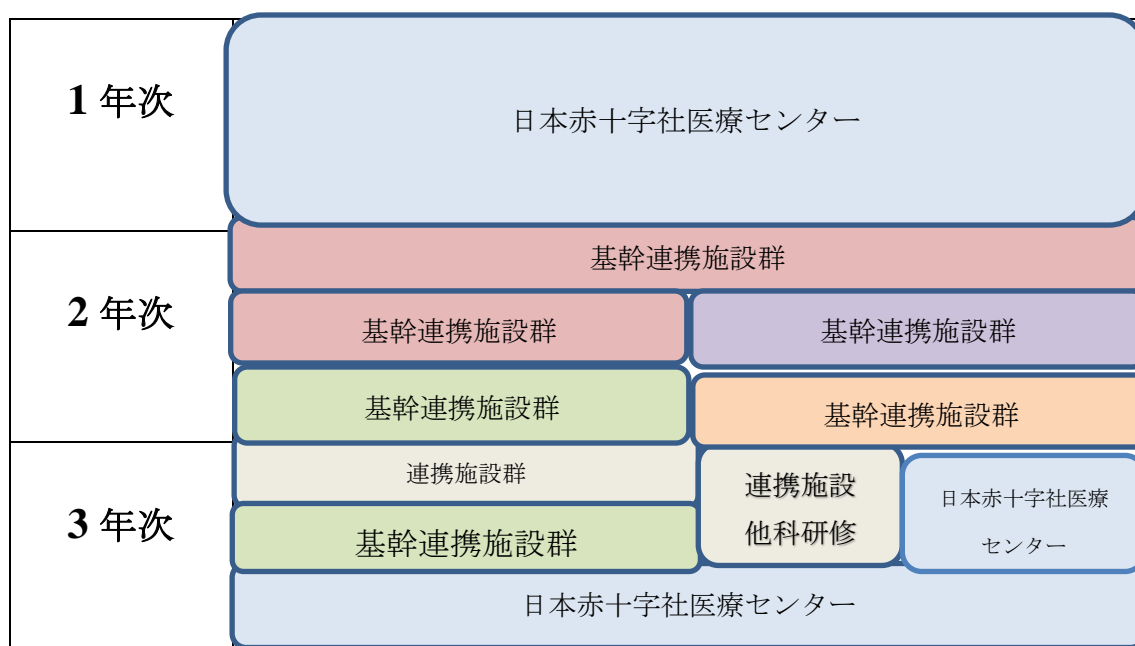 1 年次
日本赤十字社医療センター
基幹連携施設群
2 年次
基幹連携施設群
基幹連携施設群
基幹連携施設群
基幹連携施設群
3 年次
連携施設群
連携施設
他科研修
日本赤十字社医療
センター
基幹連携施設群
日本赤十字社医療センター